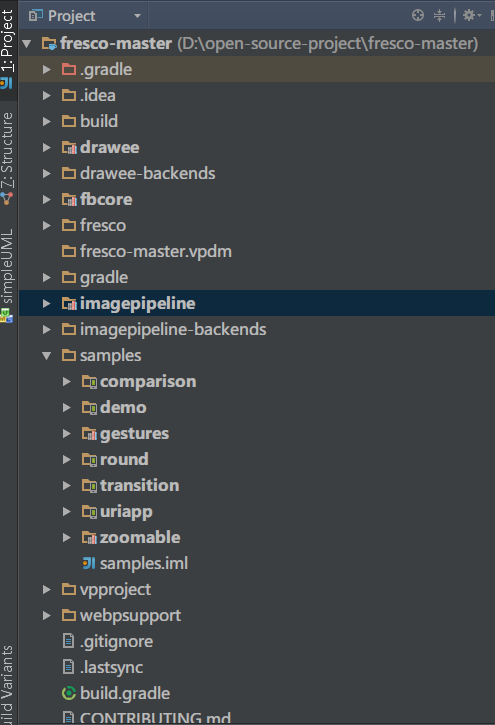 Project
fresco-master (D:\open-source-project\fresco-master)
.gradle
.idea
build
drawee
drawee-backends
fbcore
fresco
fresco-master.vpdm
gradle
imagepipeline
imagepipeline-backends
samples
comparison
demo
gestures
round
transition
uriapp
zoomable
samples.iml
vpproject
webpsupport
.gitignore
.lastsync
build.gradle
CONTRIBUTING.md
1: Project
7: Structure
simpleUML
uild Variants